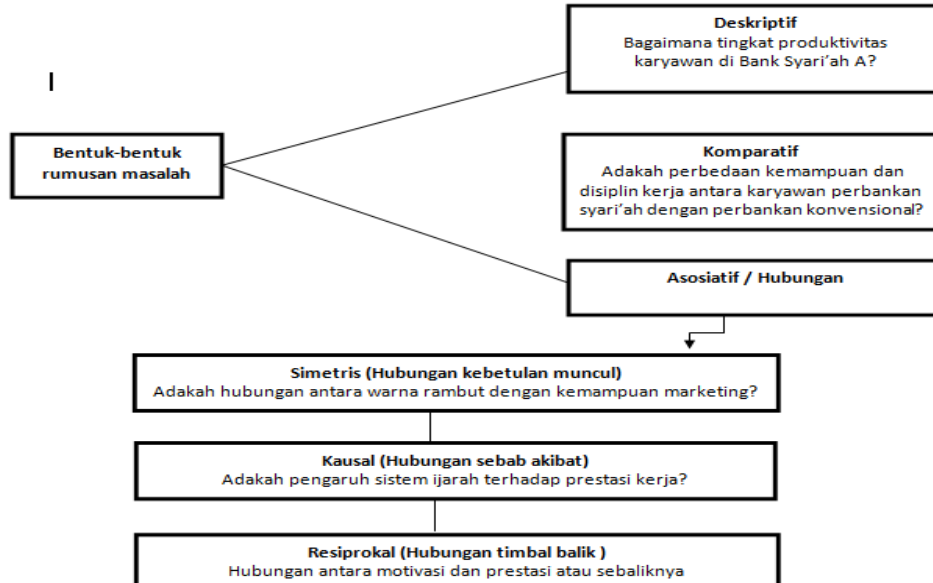 Deskriptif
Bagaimana tingkat produktivitas
karyawan di Bank Syari’ah A?
I
Bentuk-bentuk
rumusan masalah
Komparatif
Adakah perbedaan kemampuan dan
disiplin kerja antara karyawan perbankan
syari’ah dengan perbankan konvensional?
Asosiatif / Hubungan
Simetris (Hubungan kebetulan muncul)
Adakah hubungan antara warna rambut dengan kemampuan marketing?
Kausal (Hubungan sebab akibat)
Adakah pengaruh sistem ijarah terhadap prestasi kerja?
Resiprokal (Hubungan timbal balik )
Hubungan antara motivasi dan prestasi atau sebaliknya